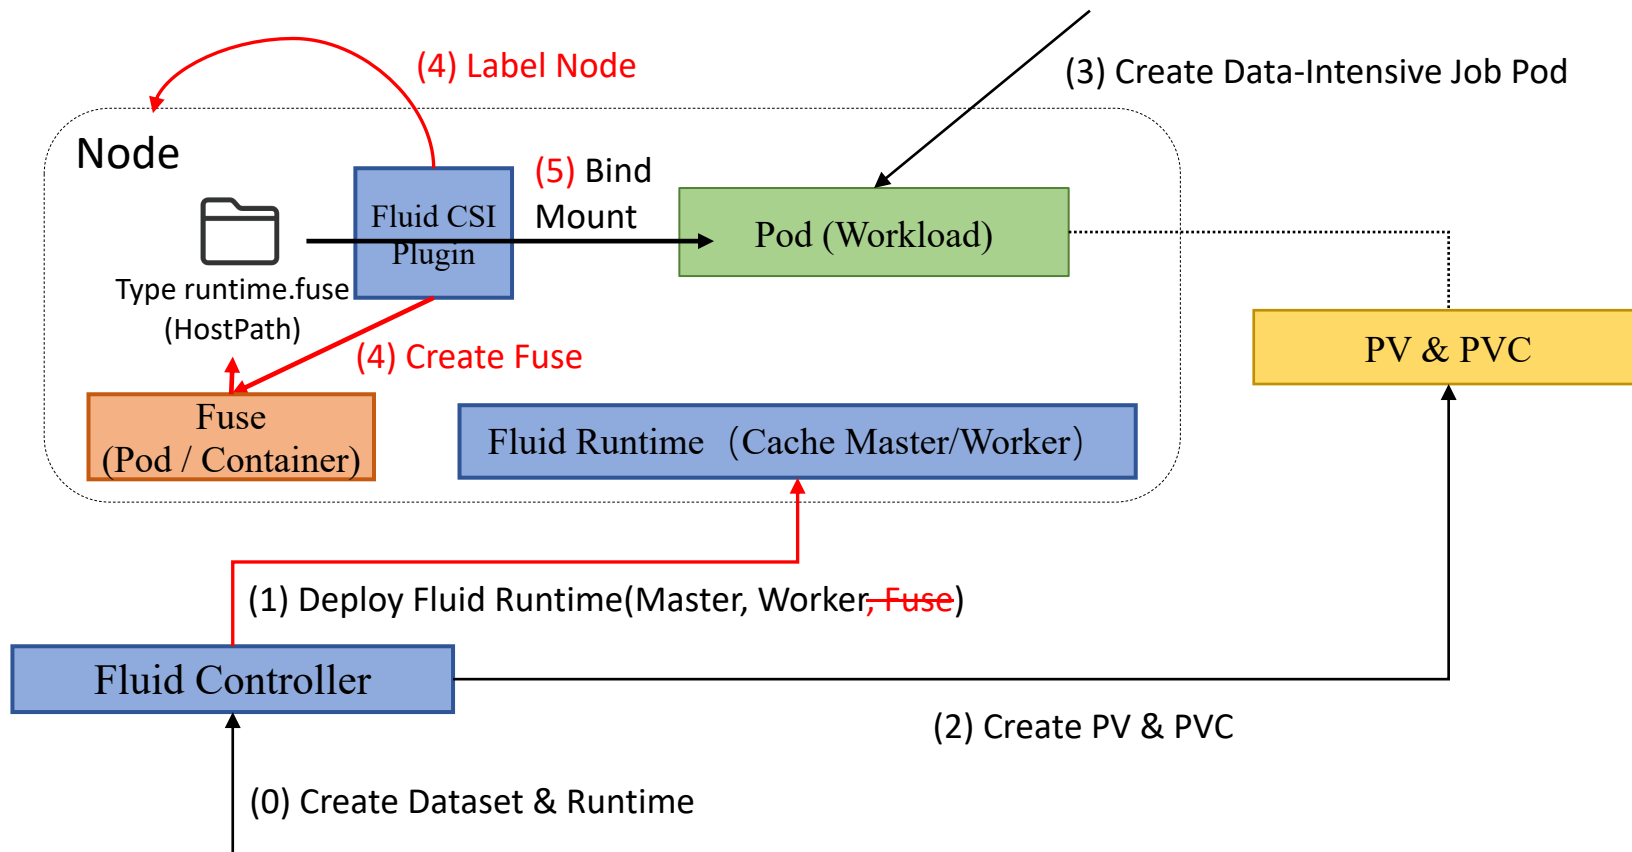 (4) Label Node
(3) Create Data-Intensive Job Pod
Node
(5) Bind
Mount
Fluid CSI
Plugin
Pod (Workload)
Type runtime.fuse
(HostPath)
(4) Create Fuse
PV & PVC
Fuse
(Pod / Container)
Fluid Runtime（Cache Master/Worker）
(1) Deploy Fluid Runtime(Master, Worker, Fuse)
Fluid Controller
(2) Create PV & PVC
(0) Create Dataset & Runtime